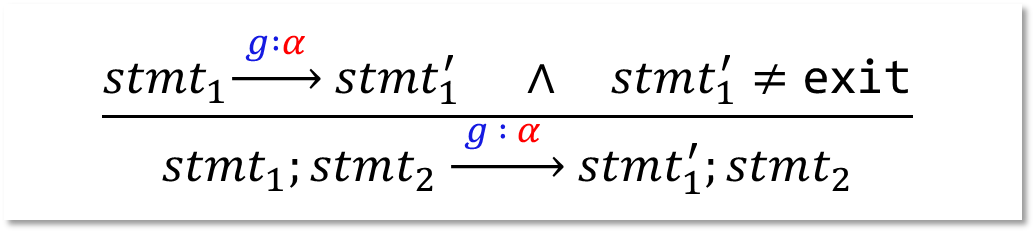 g:α
stmt₁ ⟶ stmt₁′ ∧ stmt₁′ ≠ exit
g : α
stmt₁; stmt₂ ⟶ stmt₁′; stmt₂